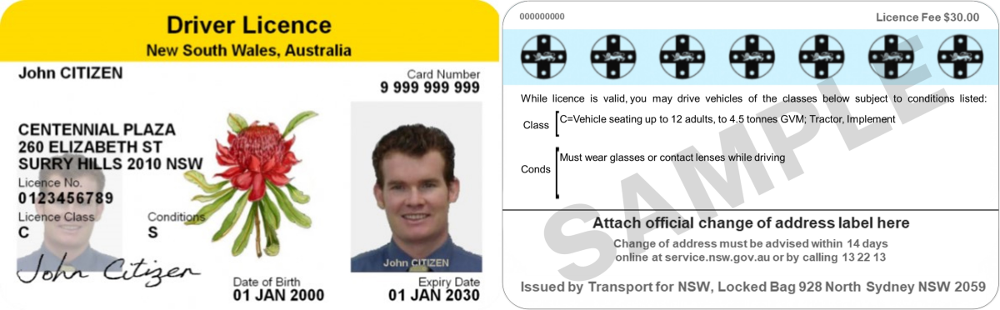 Driver Licence
New South Wales, Australia
John CITIZEN
Card Number
9 999 999 999
CENTENNIAL PLAZA
260 ELIZABETH ST
SURRY HILLS 2010 NSW
Licence No.
0123456789
Licence Class
Conditions
C
S
John Citizen
John CITIZEN
Date of Birth
01 JAN 2000
Expiry Date
01 JAN 2030
000000000
Licence Fee $30.00
While licence is valid, you may drive vehicles of the classes below subject to conditions listed:
Class
C=Vehicle seating up to 12 adults, to 4.5 tonnes GVM; Tractor, Implement
Conds
Must wear glasses or contact lenses while driving
SAMPLE
Attach official change of address label here
Change of address must be advised within 14 days
online at service.nsw.gov.au or by calling 13 22 13
Issued by Transport for NSW, Locked Bag 928 North Sydney NSW 2059